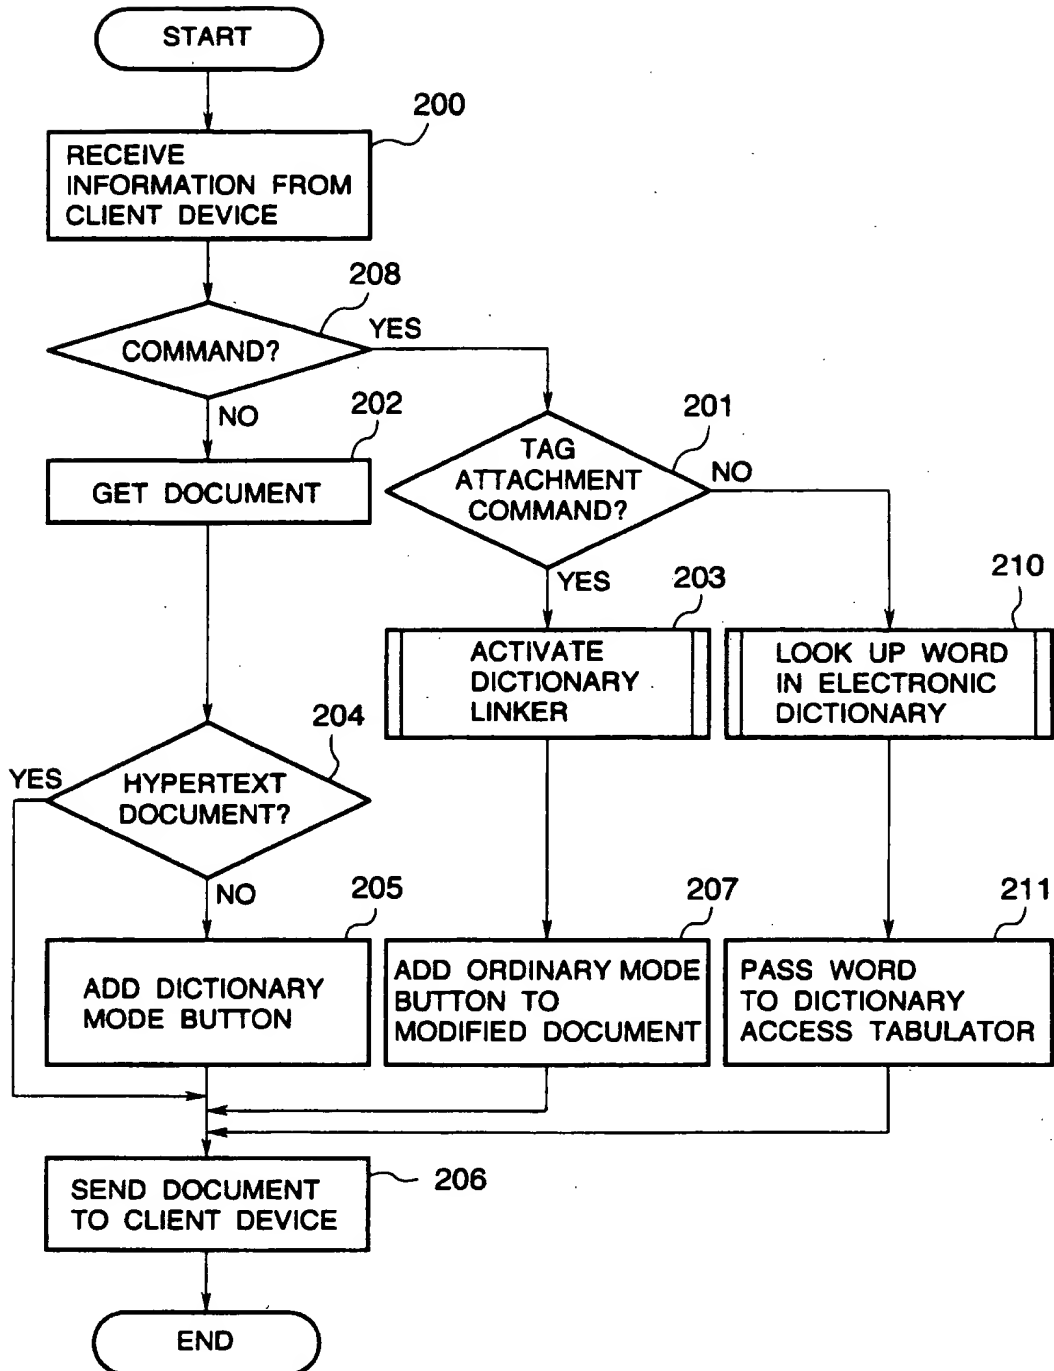 START
200
RECEIVE
INFORMATION FROM
CLIENT DEVICE
208
COMMAND?
YES
NO
202
GET DOCUMENT
201
TAG
ATTACHMENT
COMMAND?
NO
YES
203
ACTIVATE
DICTIONARY
LINKER
210
LOOK UP WORD
IN ELECTRONIC
DICTIONARY
204
YES
HYPERTEXT
DOCUMENT?
NO
205
ADD DICTIONARY
MODE BUTTON
207
ADD ORDINARY MODE
BUTTON TO
MODIFIED DOCUMENT
211
PASS WORD
TO DICTIONARY
ACCESS TABULATOR
206
SEND DOCUMENT
TO CLIENT DEVICE
END